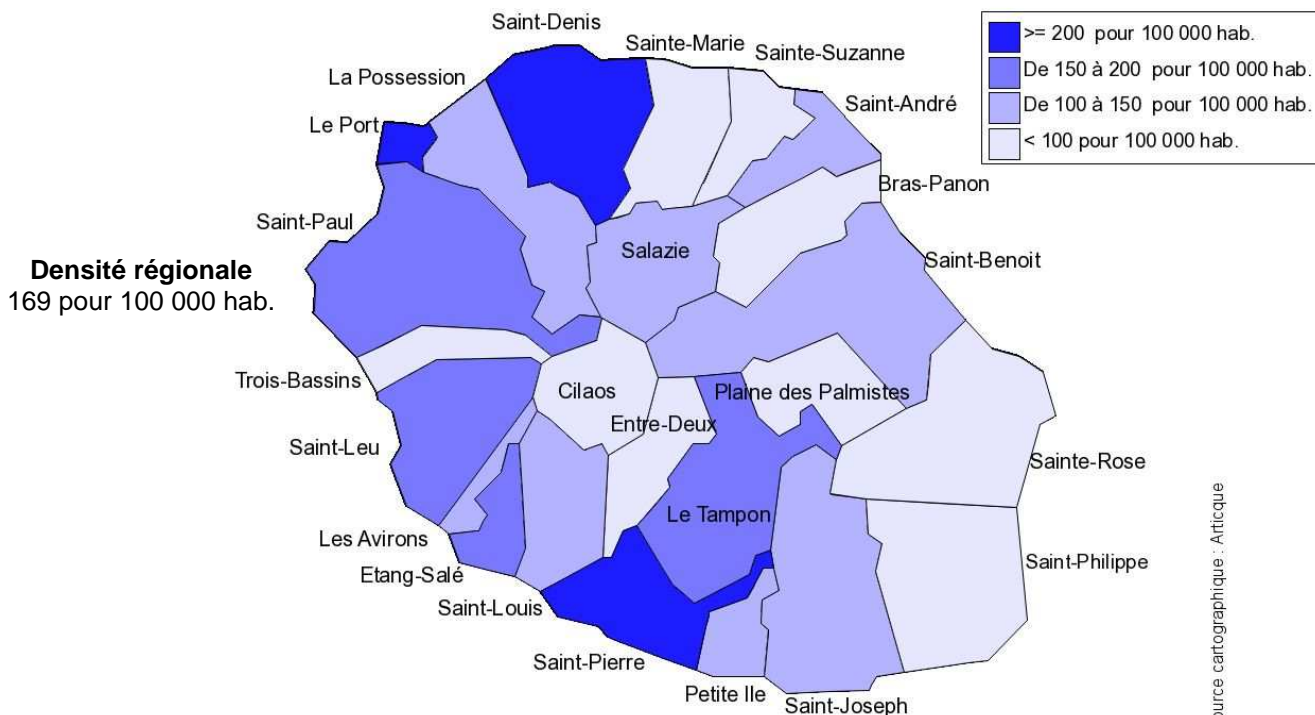 Saint-Denis
Sainte-Marie
Sainte-Suzanne
La Possession
Saint-André
Le Port
Bras-Panon
Saint-Paul
Salazie
Saint-Benoit
Densité régionale
169 pour 100 000 hab.
Trois-Bassins
Cilaos
Plaine des Palmistes
Entre-Deux
Saint-Leu
Sainte-Rose
Le Tampon
Les Avirons
Saint-Philippe
Etang-Salé
Saint-Louis
Saint-Pierre
Petite Ile
Saint-Joseph
>= 200 pour 100 000 hab.
De 150 à 200 pour 100 000 hab.
De 100 à 150 pour 100 000 hab.
< 100 pour 100 000 hab.
ource cartographique : Articque